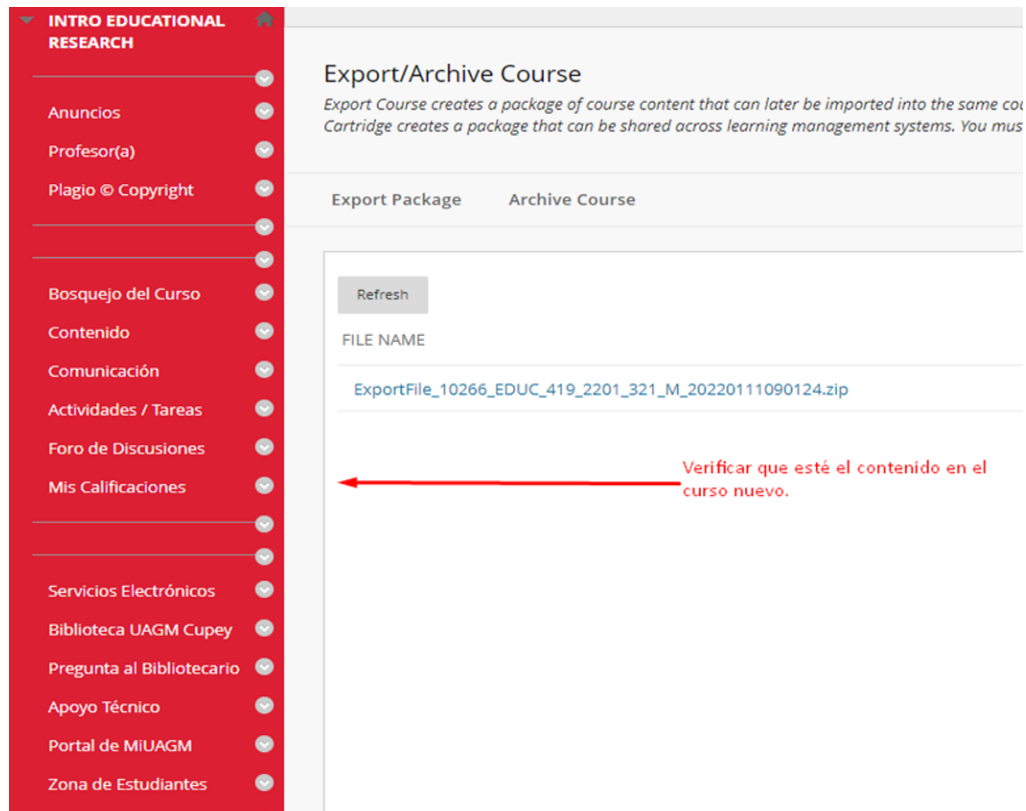 INTRO EDUCATIONAL
RESEARCH
Anuncios
Profesor(a)
Plagio © Copyright
Bosquejo del Curso
Contenido
Comunicación
Actividades / Tareas
Foro de Discusiones
Mis Calificaciones
Servicios Electrónicos
Biblioteca UAGM Cupey
Pregunta al Bibliotecario
Apoyo Técnico
Portal de MiUAGM
Zona de Estudiantes
Export/Archive Course
Export Course creates a package of course content that can later be imported into the same
Cartridge creates a package that can be shared across learning management systems. You
Export Package Archive Course
Refresh
FILE NAME
ExportFile_10266_EDUC_419_2201_321_M_20220111090124.zip
Verificar que esté el contenido en el
curso nuevo.